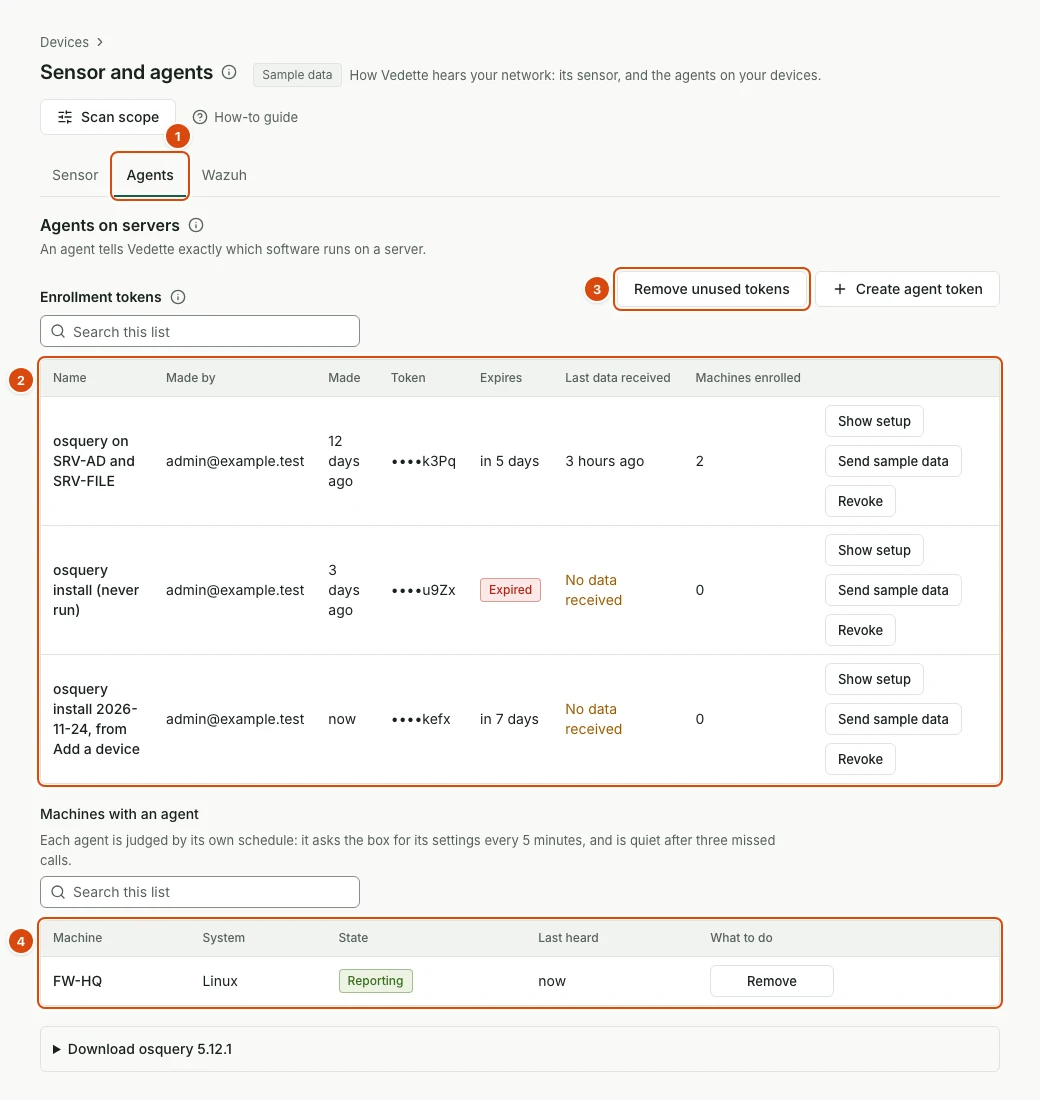 Devices >
Sensor and agents
Sample data
How Vedette hears your network: its sensor, and the agents on your devices.
Scan scope
How-to guide
1
Sensor Agents Wazuh
Agents on servers
An agent tells Vedette exactly which software runs on a server.
3
Remove unused tokens
+ Create agent token
Enrollment tokens
Search this list
2
Name Made by Made Token Expires Last data received Machines enrolled
osquery on
SRV-AD and
SRV-FILE
admin@example.test
12
days
ago
••••k3Pq
in 5 days
3 hours ago
2
Show setup
Send sample data
Revoke
osquery
install (never
run)
admin@example.test
3
days
ago
••••u9Zx
Expired
No data
received
0
Show setup
Send sample data
Revoke
osquery
install 2026-
11-24, from
Add a device
admin@example.test
now
••••kefx
in 7 days
No data
received
0
Show setup
Send sample data
Revoke
Machines with an agent
Each agent is judged by its own schedule: it asks the box for its settings every 5 minutes, and is quiet after three missed
calls.
Search this list
4
Machine System State Last heard What to do
FW-HQ Linux Reporting now Remove
Download osquery 5.12.1